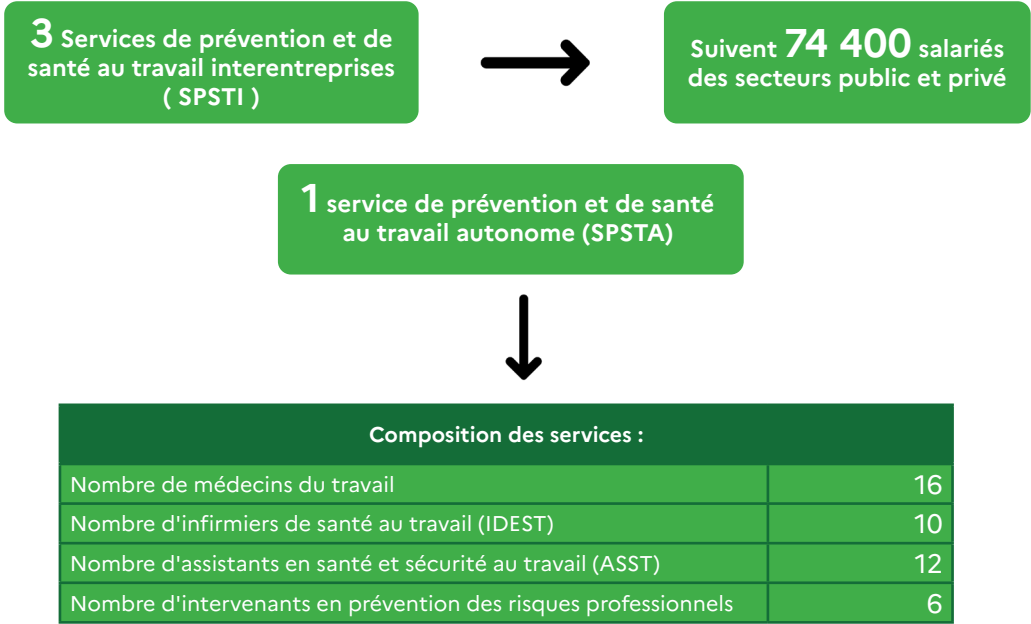 3 Services de prévention et de
santé au travail interentreprises
( SPSTI )
Suivent 74 400 salariés
des secteurs public et privé
1 service de prévention et de santé
au travail autonome (SPSTA)
Composition des services :
Nombre de médecins du travail 16
Nombre d'infirmiers de santé au travail (IDEST) 10
Nombre d'assistants en santé et sécurité au travail (ASST) 12
Nombre d'intervenants en prévention des risques professionnels 6